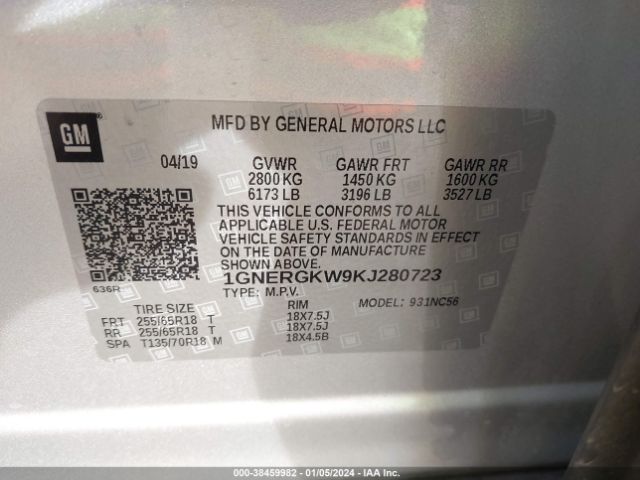 GM
MFD BY GENERAL MOTORS LLC
04/19 GVWR GAWR FRT GAWR RR
2800 KG 1450 KG 1600 KG
6173 LB 3196 LB 3527 LB
THIS VEHICLE CONFORMS TO ALL
APPLICABLE U.S. FEDERAL MOTOR
VEHICLE SAFETY STANDARDS IN EFFECT
ON THE DATE OF MANUFACTURE
SHOWN ABOVE.
1GNERGKW9KJ280723
636R
TYPE: M.P.V. MODEL: 931NC56
TIRE SIZE RIM
FRT 255/65R18 T 18X7.5J
RR 255/65R18 T 18X7.5J
SPA T135/70R18 M 18X4.5B
000-38459982 - 01/05/2024 - IAA Inc.